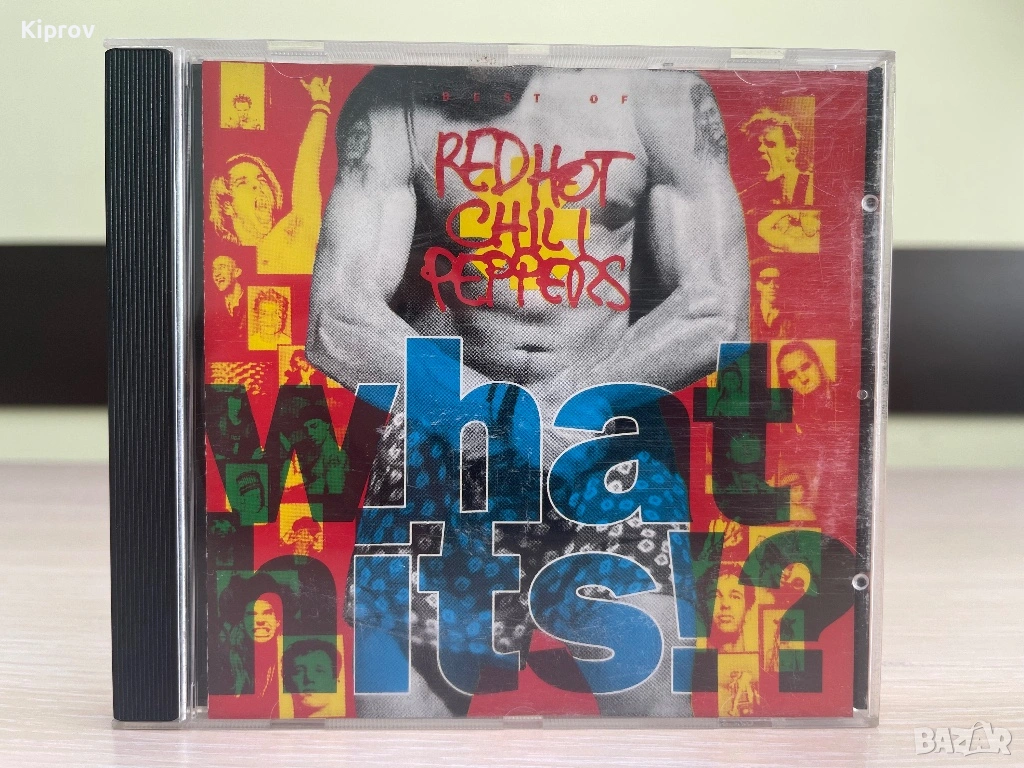 Kiprov
BEST OF
RED HOT
CHILI
PEPPERS
what
hits!?
BAZAR